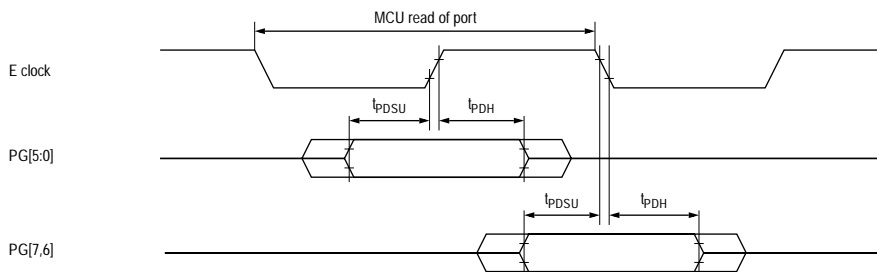 MCU read of port
E clock
tPDSU tPDH
PG[5:0]
tPDSU tPDH
PG[7,6]